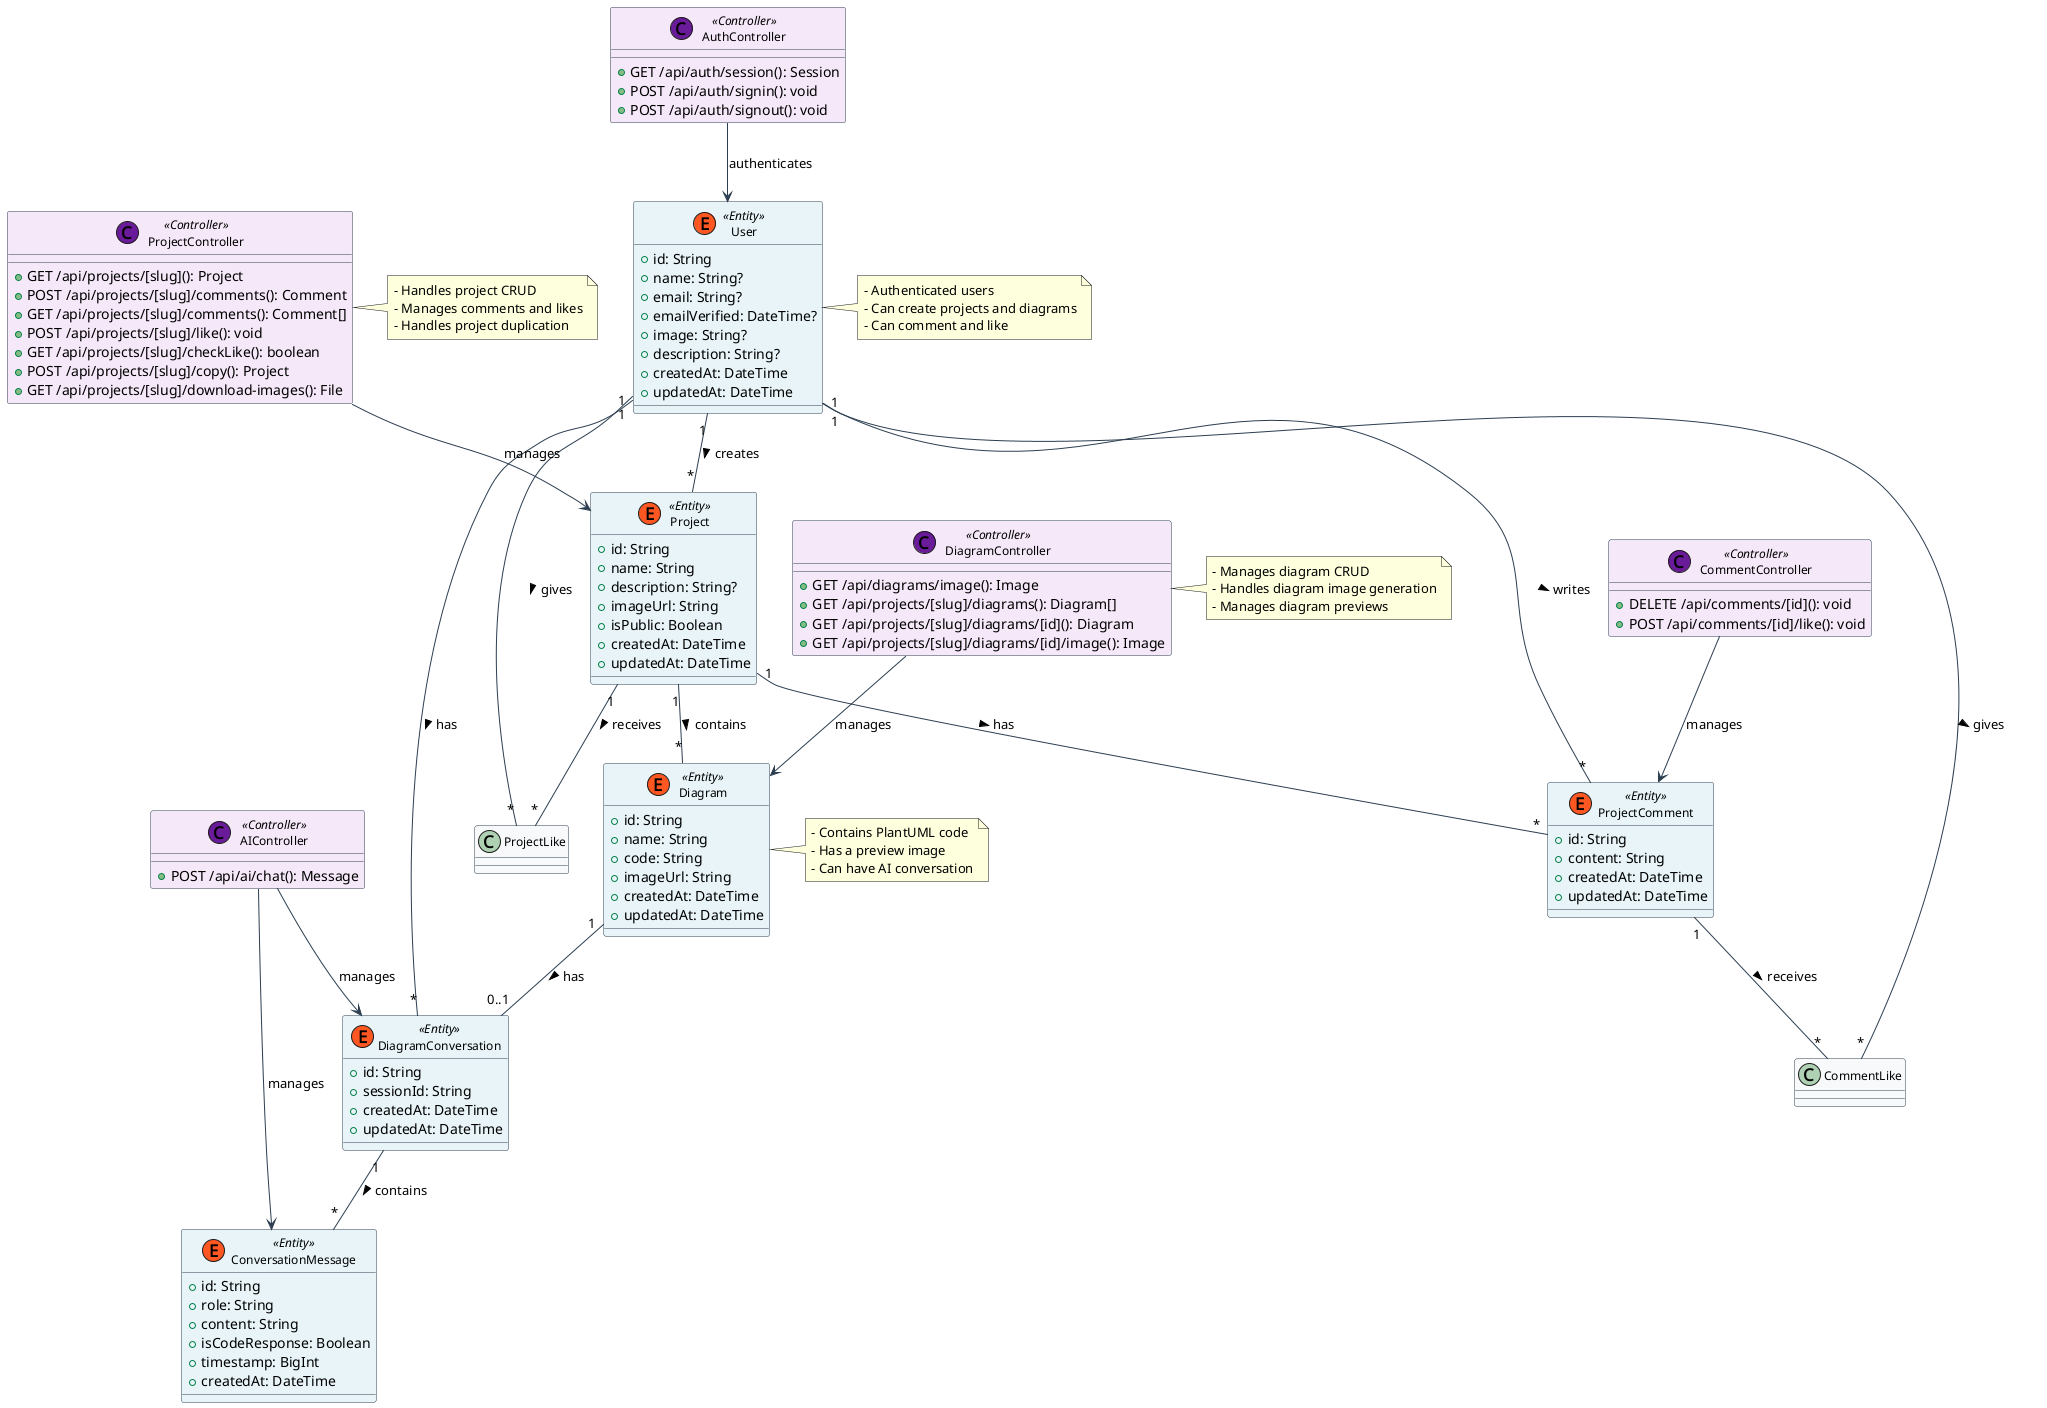 C
«Controller»
AuthController
GET /api/auth/session(): Session
POST /api/auth/signin(): void
POST /api/auth/signout(): void
authenticates
C
«Controller»
ProjectController
GET /api/projects/[slug](): Project
POST /api/projects/[slug]/comments(): Comment
GET /api/projects/[slug]/comments(): Comment[]
POST /api/projects/[slug]/like(): void
GET /api/projects/[slug]/checkLike(): boolean
POST /api/projects/[slug]/copy(): Project
GET /api/projects/[slug]/download-images(): File
- Handles project CRUD
- Manages comments and likes
- Handles project duplication
E
«Entity»
User
id: String
name: String?
email: String?
emailVerified: DateTime?
image: String?
description: String?
createdAt: DateTime
updatedAt: DateTime
- Authenticated users
- Can create projects and diagrams
- Can comment and like
1
1
1
1
1
manages
creates
*
E
«Entity»
Project
id: String
name: String
description: String?
imageUrl: String
isPublic: Boolean
createdAt: DateTime
updatedAt: DateTime
gives
C
«Controller»
DiagramController
GET /api/diagrams/image(): Image
GET /api/projects/[slug]/diagrams(): Diagram[]
GET /api/projects/[slug]/diagrams/[id](): Diagram
GET /api/projects/[slug]/diagrams/[id]/image(): Image
- Manages diagram CRUD
- Handles diagram image generation
- Manages diagram previews
writes
C
«Controller»
CommentController
DELETE /api/comments/[id](): void
POST /api/comments/[id]/like(): void
1
1
1
has
receives
contains
manages
has
manages
gives
*
*
*
*
*
C
«Controller»
AIController
POST /api/ai/chat(): Message
C
ProjectLike
E
«Entity»
Diagram
id: String
name: String
code: String
imageUrl: String
createdAt: DateTime
updatedAt: DateTime
- Contains PlantUML code
- Has a preview image
- Can have AI conversation
E
«Entity»
ProjectComment
id: String
content: String
createdAt: DateTime
updatedAt: DateTime
1
1
manages
has
receives
*
0..1
*
*
E
«Entity»
DiagramConversation
id: String
sessionId: String
createdAt: DateTime
updatedAt: DateTime
C
CommentLike
manages
1
contains
*
E
«Entity»
ConversationMessage
id: String
role: String
content: String
isCodeResponse: Boolean
timestamp: BigInt
createdAt: DateTime